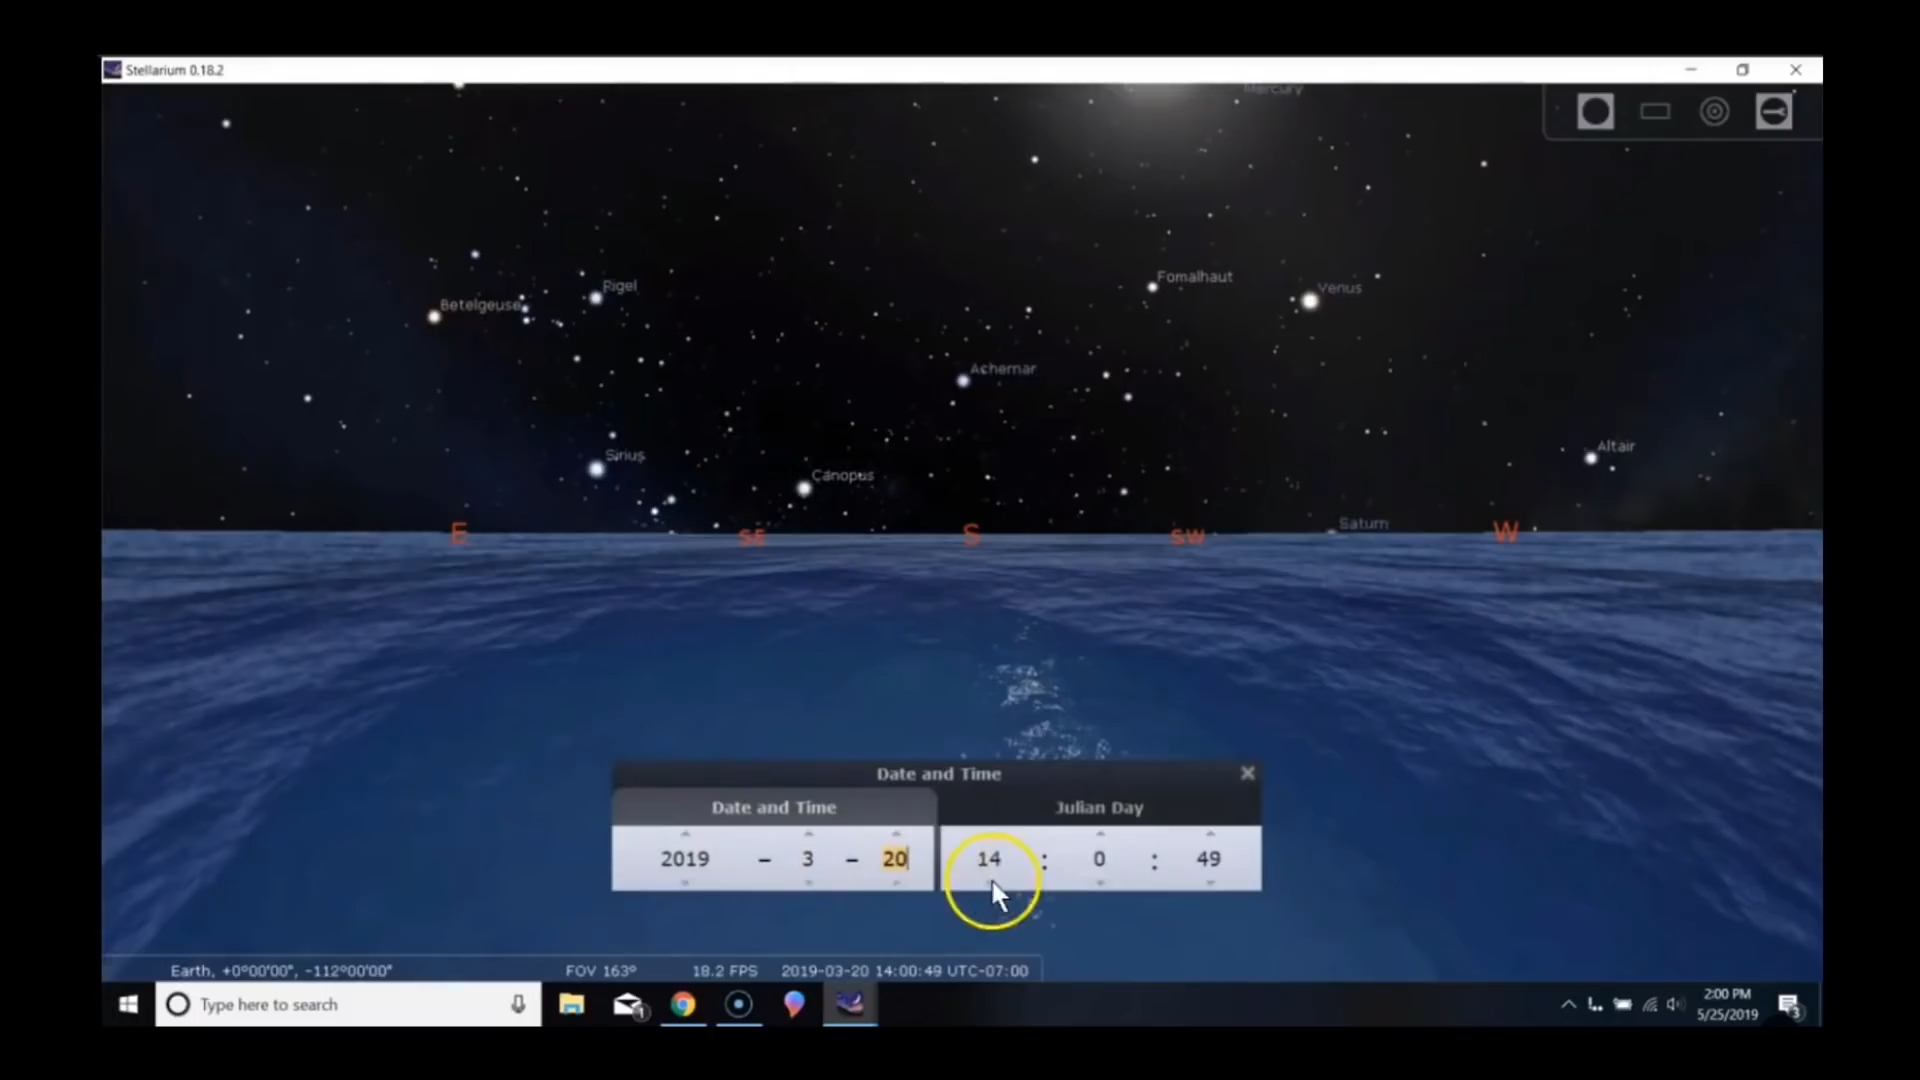 Stellarium 0.18.2
Mercury
Fomalhaut
Rigel
Venus
Betelgeuse
Achernar
Altair
Sirius
Canopus
Saturn
E
SE
S
SW
W
Date and Time
Date and Time
Julian Day
2019 - 3 - 20
14 : 0 : 49
Earth, +0°00'00", -112°00'00"
FOV 163°
18.2 FPS
2019-03-20 14:00:49 UTC-07:00
Type here to search
1
2:00 PM
5/25/2019
3